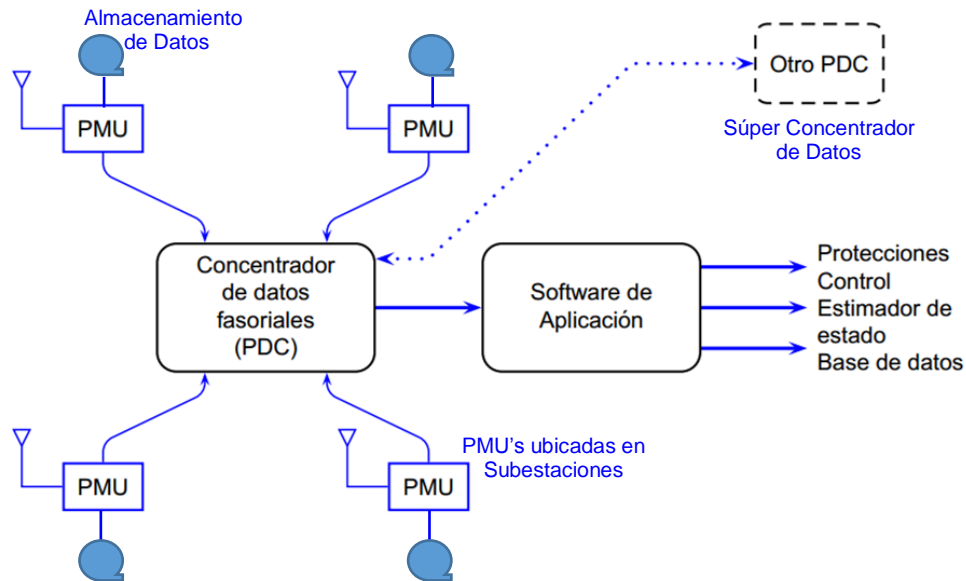 Almacenamiento
de Datos
PMU
PMU
Otro PDC
Súper Concentrador
de Datos
Concentrador
de datos
fasoriales
(PDC)
Software de
Aplicación
Protecciones
Control
Estimador de
estado
Base de datos
PMU
PMU
PMU's ubicadas en
Subestaciones